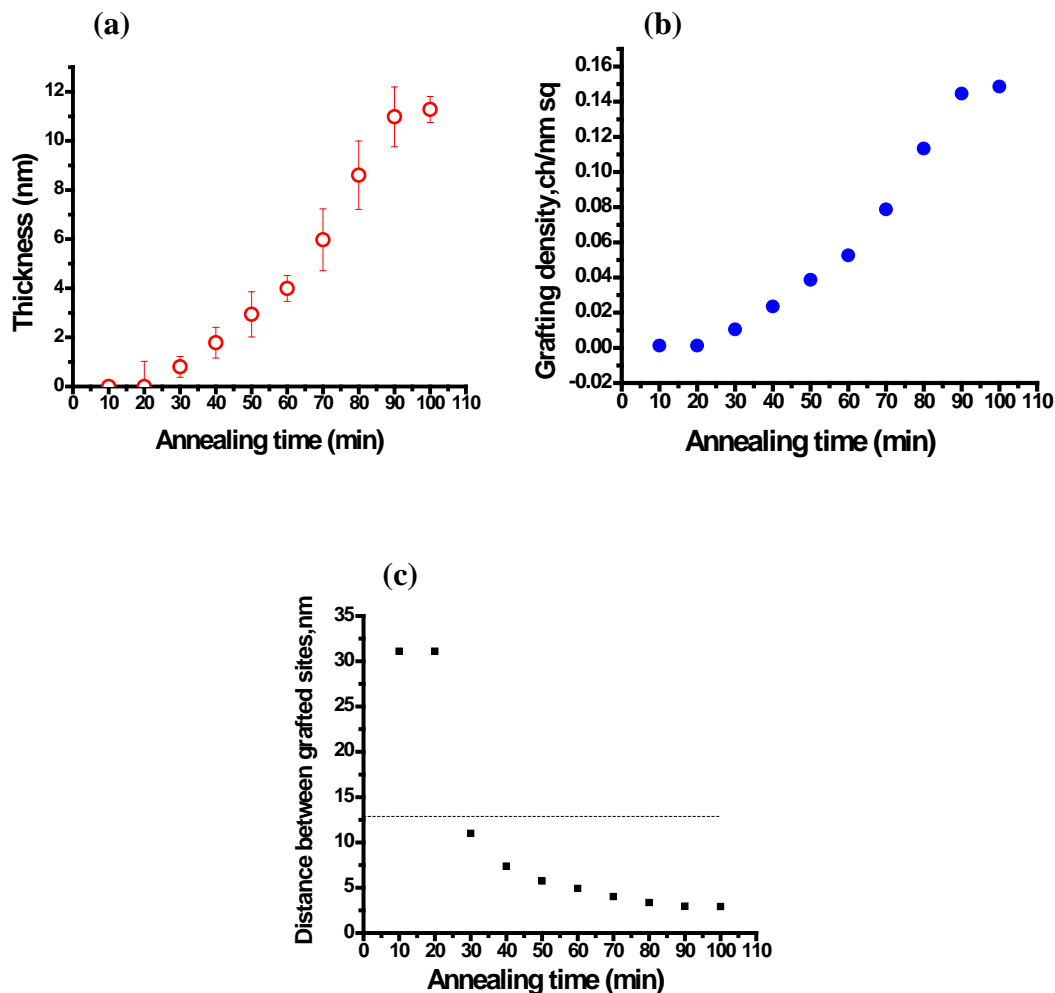 (a)
Thickness (nm)
12
10
8
6
4
2
0
0 10 20 30 40 50 60 70 80 90 100 110
Annealing time (min)
(b)
Grafting density,ch/nm sq
0.16
0.14
0.12
0.10
0.08
0.06
0.04
0.02
0.00
-0.02
0 10 20 30 40 50 60 70 80 90 100 110
Annealing time (min)
(c)
Distance between grafted sites,nm
35
30
25
20
15
10
5
0
0 10 20 30 40 50 60 70 80 90 100 110
Annealing time (min)